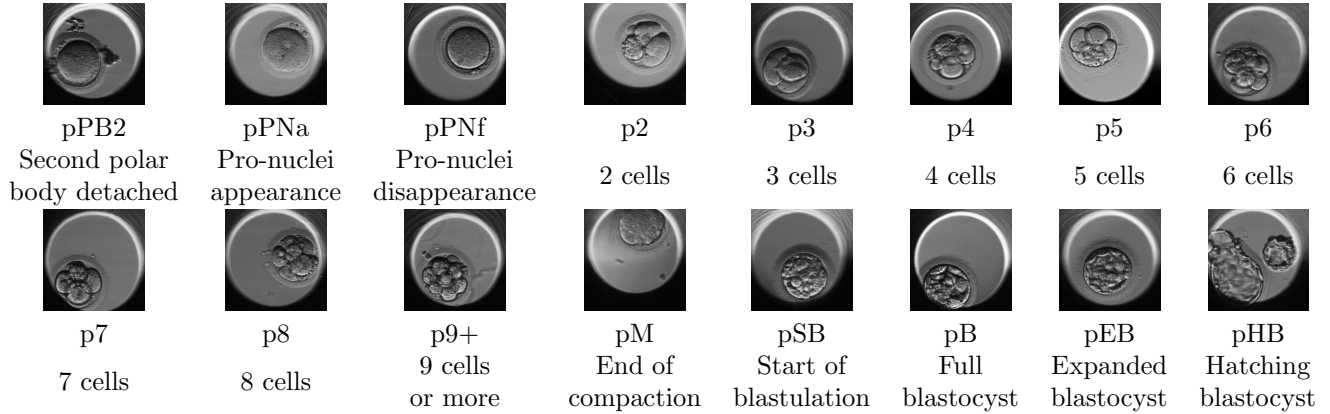 pPB2 pPNa pPNf p2 p3 p4 p5 p6
Second polar Pro-nuclei Pro-nuclei
2 cells 3 cells 4 cells 5 cells 6 cells
body detached appearance disappearance
p7 p8 p9+ pM pSB pB pEB pHB
9 cells End of Start of Full Expanded Hatching
7 cells 8 cells
or more compaction blastulation blastocyst blastocyst blastocyst